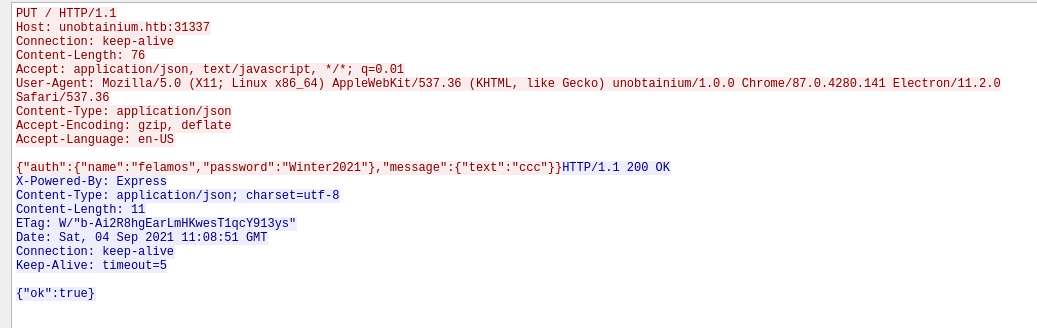 PUT / HTTP/1.1
Host: unobtainium.htb:31337
Connection: keep-alive
Content-Length: 76
Accept: application/json, text/javascript, */*; q=0.01
User-Agent: Mozilla/5.0 (X11; Linux x86_64) AppleWebKit/537.36 (KHTML, like Gecko) unobtainium/1.0.0 Chrome/87.0.4280.141 Electron/11.2.0
Safari/537.36
Content-Type: application/json
Accept-Encoding: gzip, deflate
Accept-Language: en-US
{"auth":{"name":"felamos","password":"Winter2021"},"message":{"text":"ccc"}}HTTP/1.1 200 OK
X-Powered-By: Express
Content-Type: application/json; charset=utf-8
Content-Length: 11
ETag: W/"b-Ai2R8hgEarLmHKwesT1qcY913ys"
Date: Sat, 04 Sep 2021 11:08:51 GMT
Connection: keep-alive
Keep-Alive: timeout=5
{"ok":true}